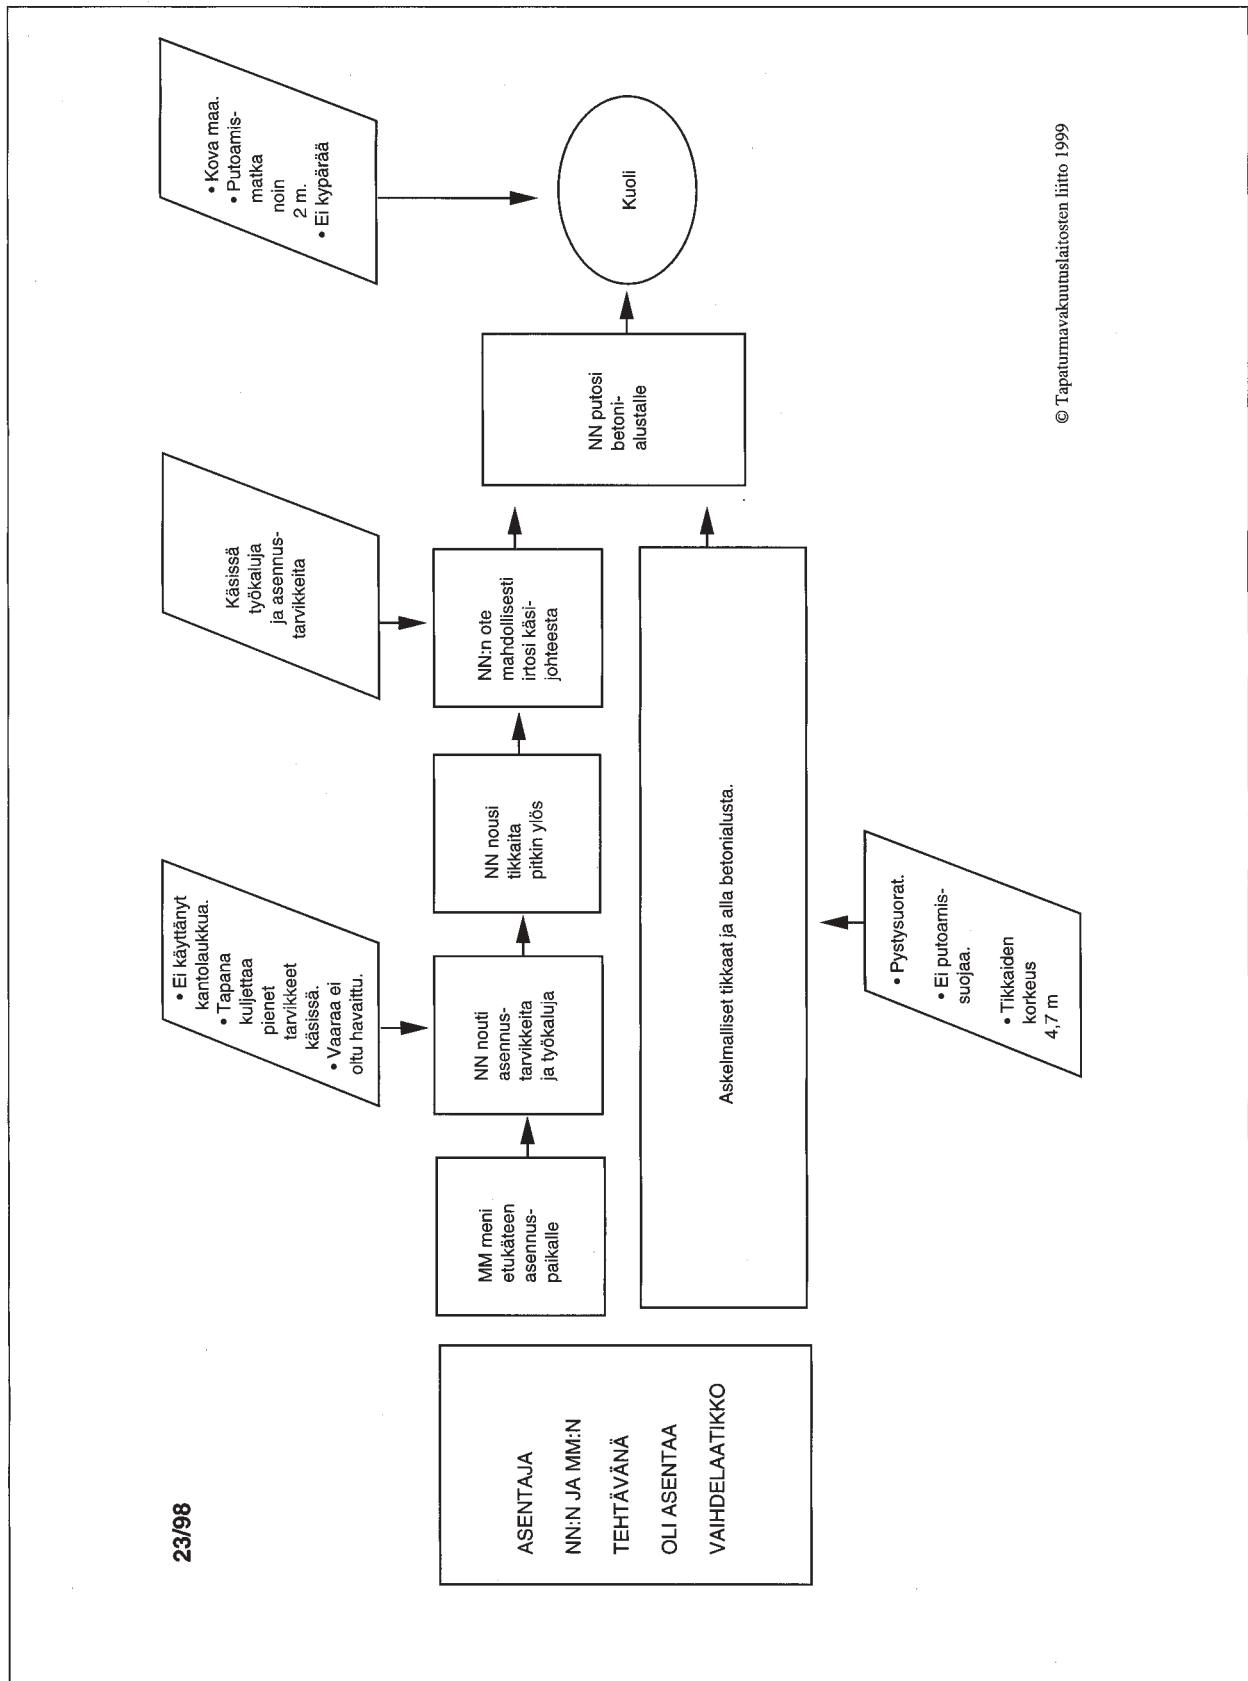 23/98
ASENTAJA
NN:N JA MM:N
TEHTÄVÄNÄ
OLI ASENTAA
VAIHDELAATIKKO
MM meni
etukäteen
asennus-
paikalle
• Ei käyttänyt
kantolaukkua.
• Tapana
kuljettaa
pienet
tarvikkeet
käsissä.
• Vaaraa ei
oltu havaittu.
NN nouti
asennus-
tarvikkeita
ja työkaluja
NN nousi
tikkaita
pitkin ylös
Käsissä
työkaluja
ja asennus-
tarvikkeita
NN:n ote
mahdollisesti
irtosi käsi-
johteesta
Askelmalliset tikkaat ja alla betonialusta.
• Pystysuorat.
• Ei putoamis-
suojaa.
• Tikkaiden
korkeus
4,7 m
NN putosi
betoni-
alustalle
• Kova maa.
• Putoamis-
matka
noin
2 m.
• Ei kypärää
Kuoli
© Tapaturmavakuutuslaitosten liitto 1999